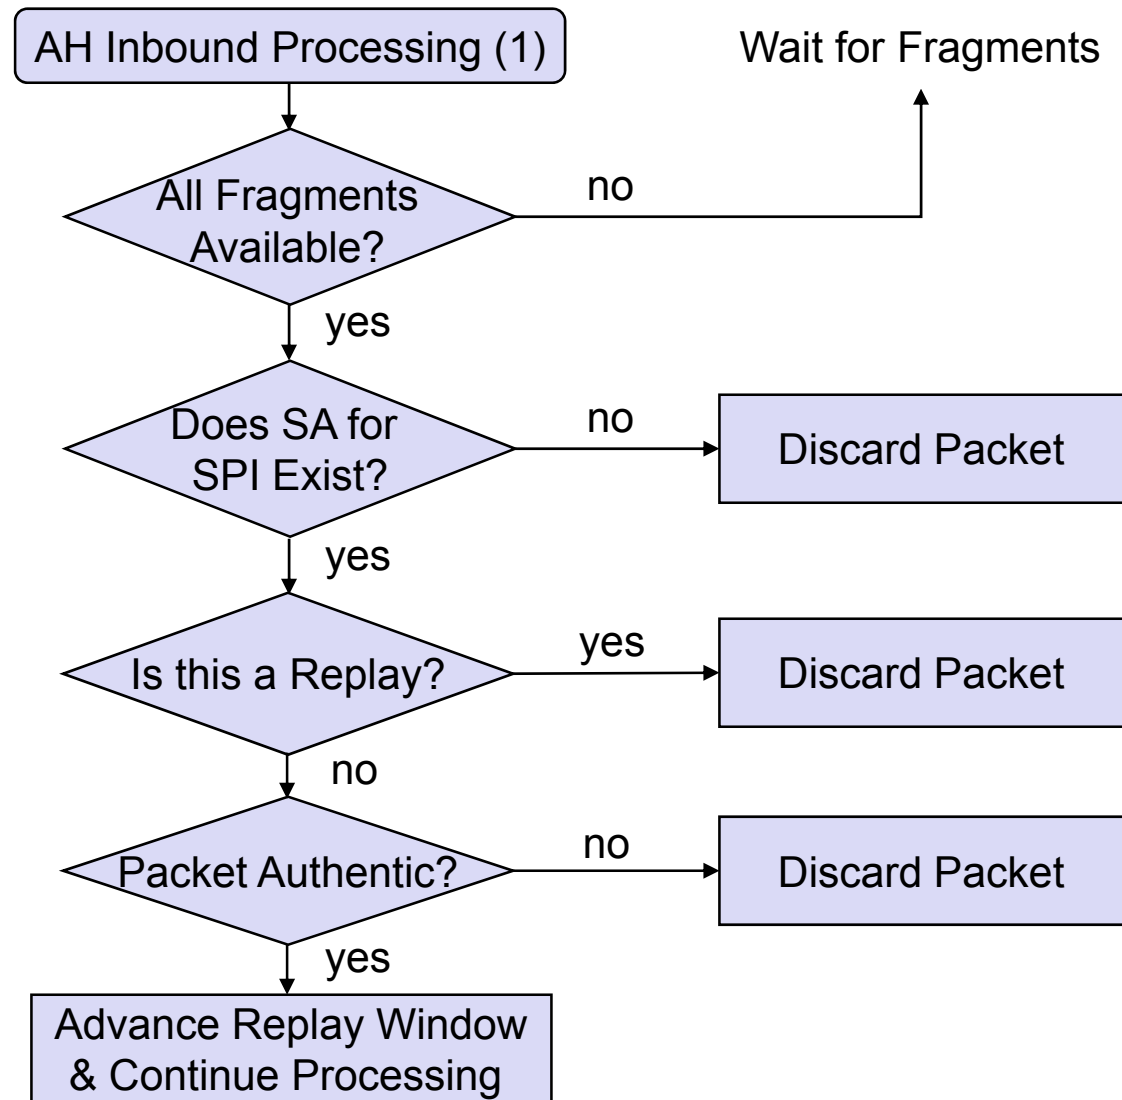 AH Inbound Processing (1)
Wait for Fragments
All Fragments
Available?
no
yes
Does SA for
SPI Exist?
no
Discard Packet
yes
Is this a Replay?
yes
Discard Packet
no
Packet Authentic?
no
Discard Packet
yes
Advance Replay Window
& Continue Processing